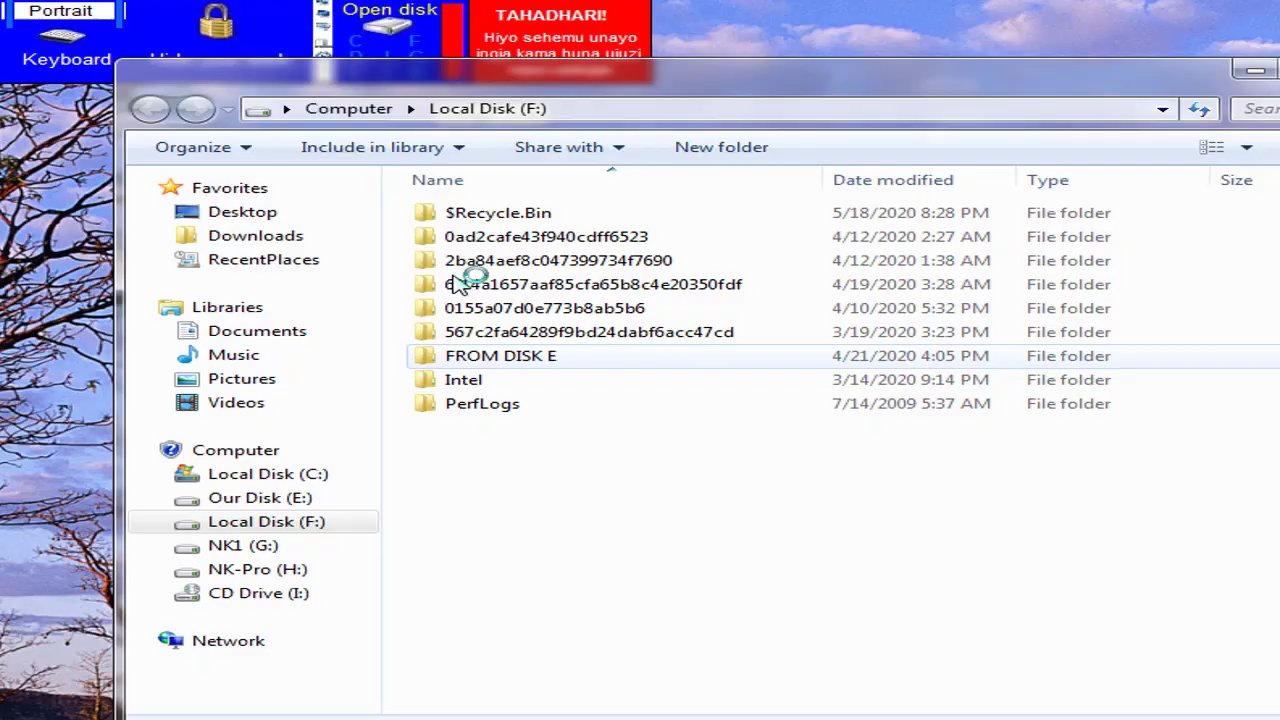 Portrait
Keyboard
Open disk
C F
TAHADHARI!
Hiyo sehemu unayo
ingia kama huna ujuzi
Computer Local Disk (F:)
Sear
Organize Include in library Share with New folder
Name Date modified Type Size
$Recycle.Bin 5/18/2020 8:28 PM File folder
0ad2cafe43f940cdff6523 4/12/2020 2:27 AM File folder
2ba84aef8c047399734f7690 4/12/2020 1:38 AM File folder
4/19/2020 3:28 AM File folder
0155a07d0e773b8ab5b6 4/10/2020 5:32 PM File folder
567c2fa64289f9bd24dabf6acc47cd 3/19/2020 3:23 PM File folder
FROM DISK E 4/21/2020 4:05 PM File folder
Intel 3/14/2020 9:14 PM File folder
PerfLogs 7/14/2009 5:37 AM File folder
Favorites
Desktop
Downloads
RecentPlaces
Libraries
Documents
Music
Pictures
Videos
Computer
Local Disk (C:)
Our Disk (E:)
Local Disk (F:)
NK1 (G:)
NK-Pro (H:)
CD Drive (I:)
Network